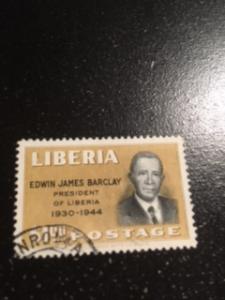 LIBERIA
EDWIN JAMES BARCLAY
PRESIDENT
OF LIBERIA
1930-1944
POSTAGE